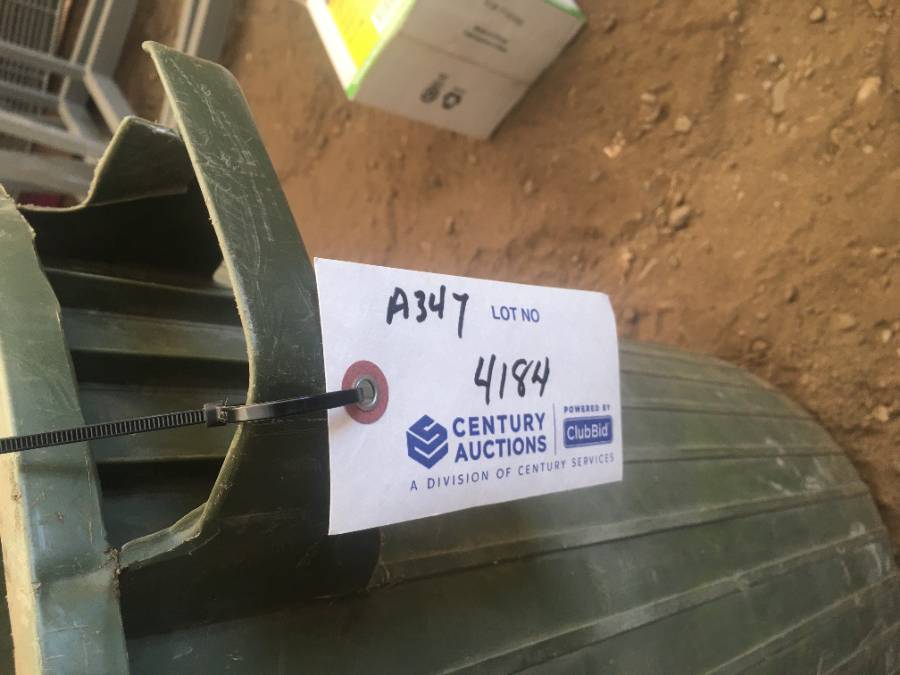 A347 LOT NO
4184
CENTURY AUCTIONS
POWERED BY
ClubBid
A DIVISION OF CENTURY SERVICES